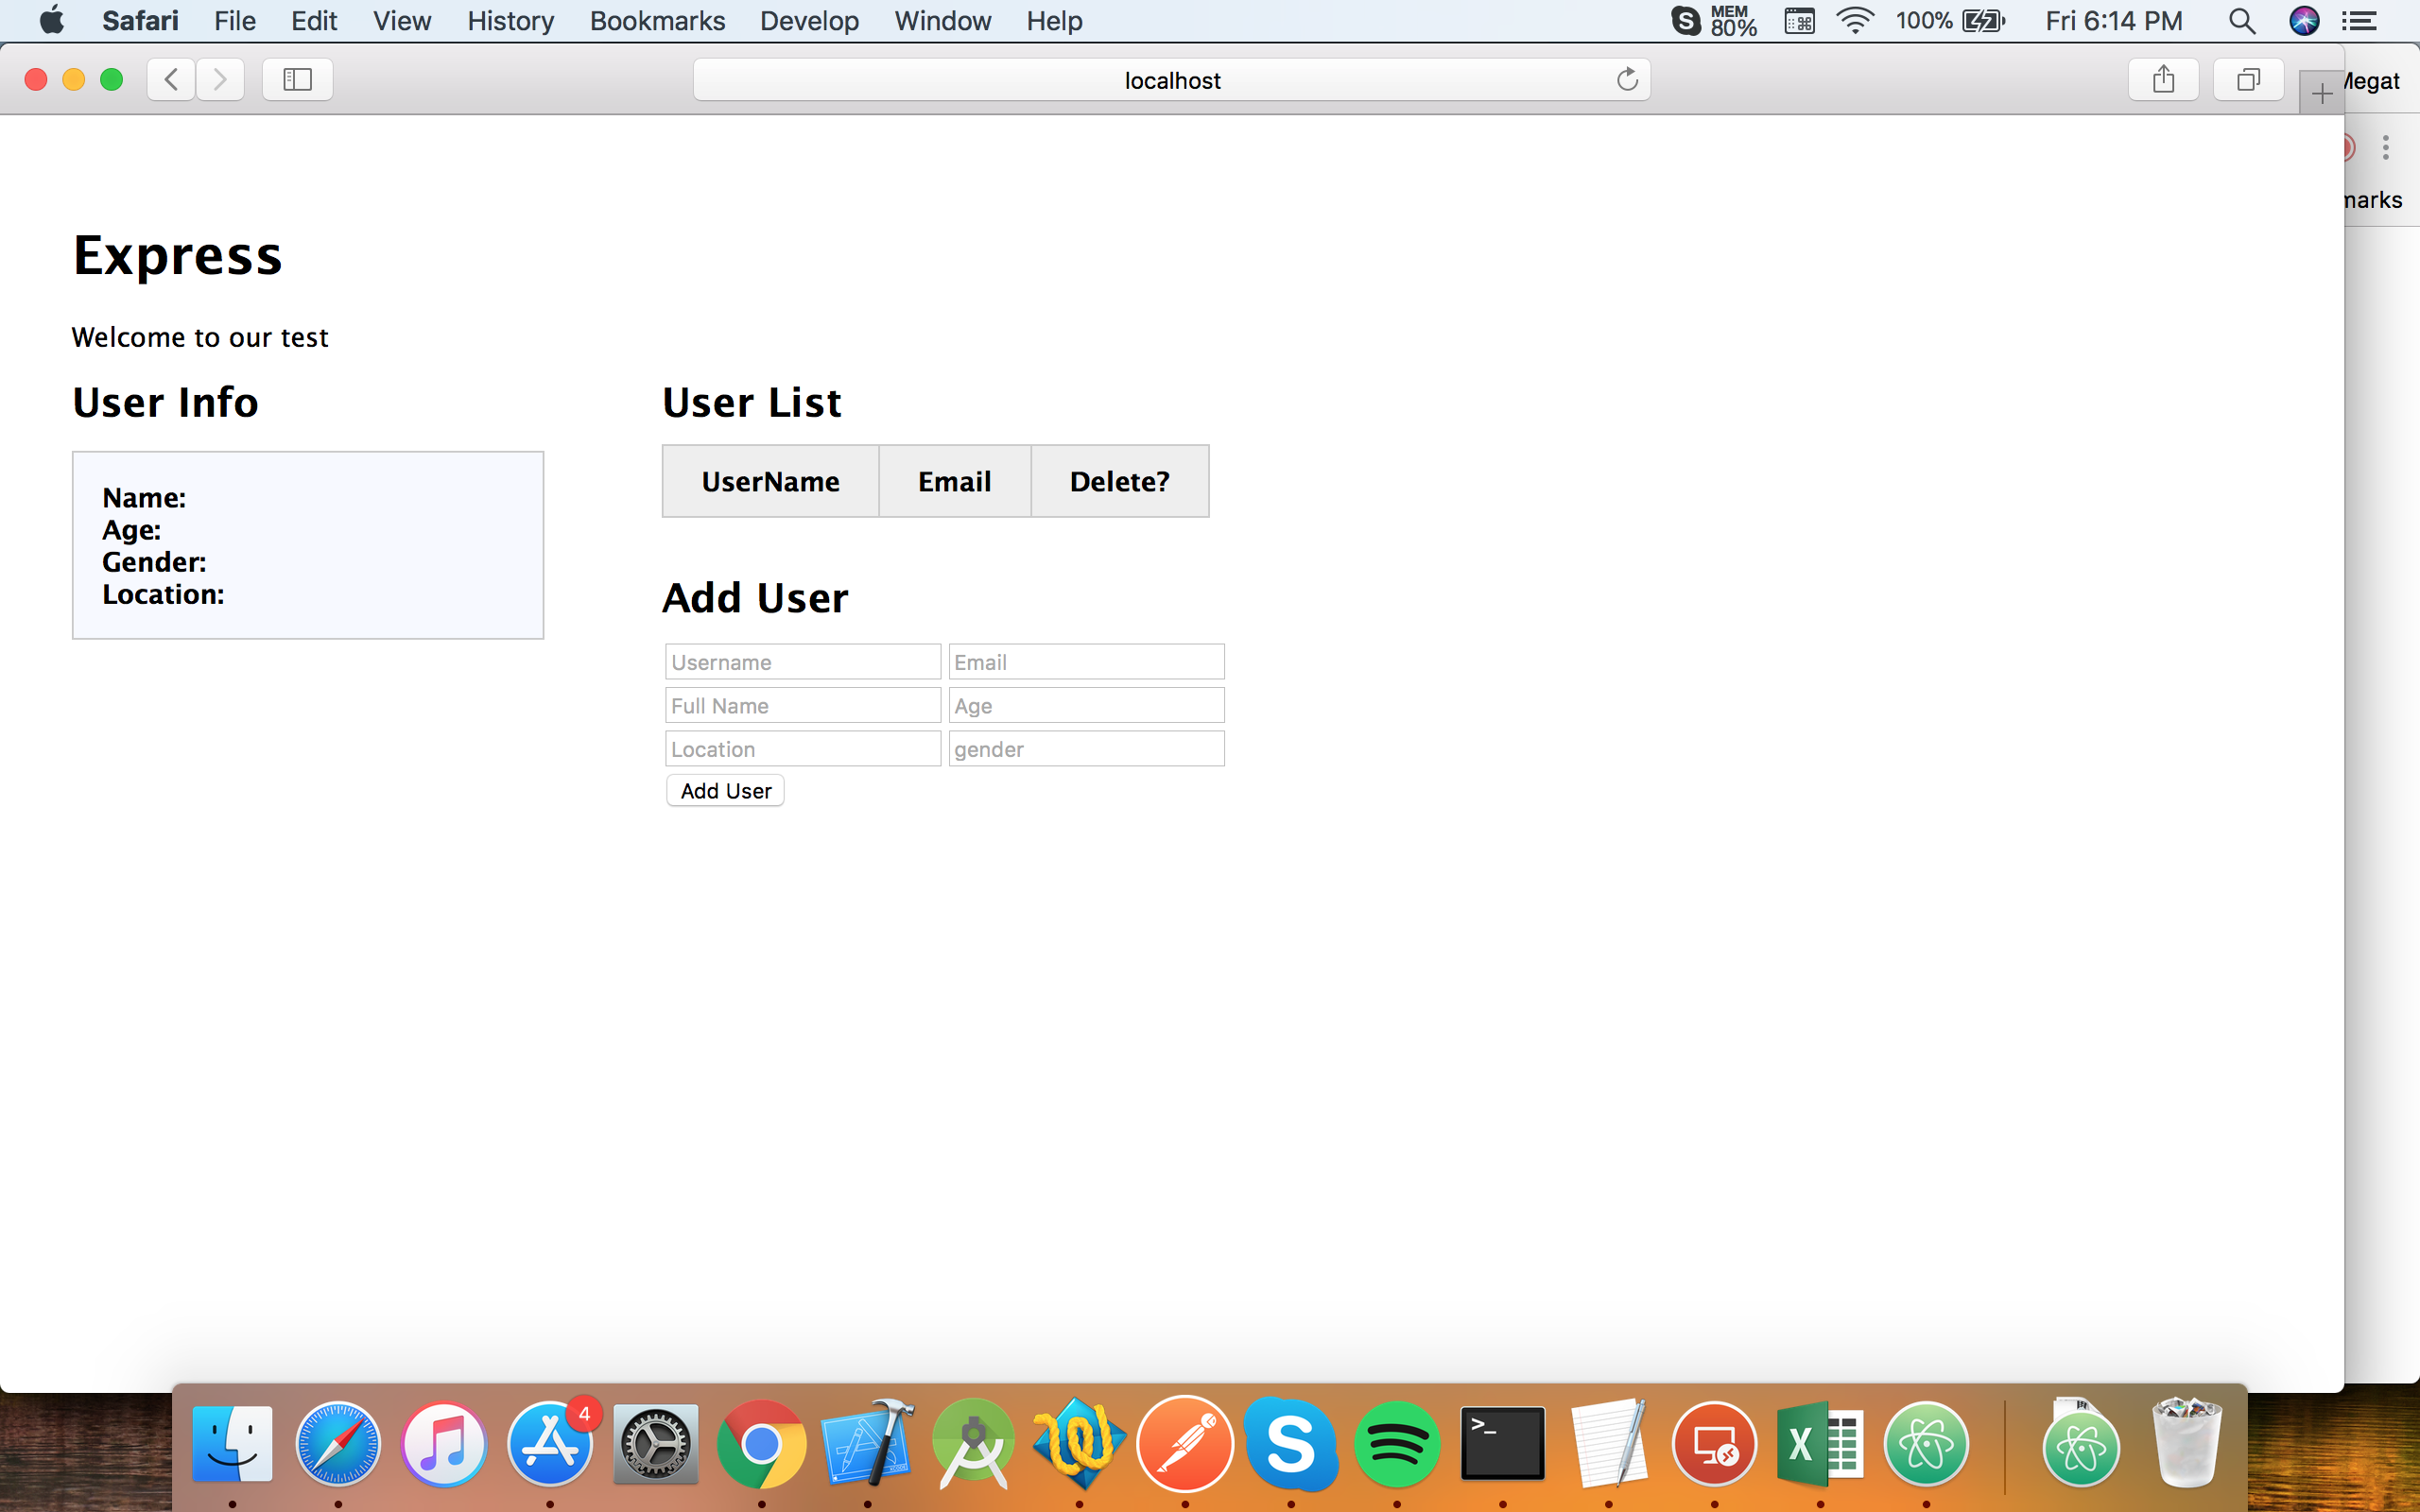 Safari File Edit View History Bookmarks Develop Window Help
MEM
80%
100% Fri 6:14 PM
localhost
Megat
marks
Express
Welcome to our test
User Info
Name:
Age:
Gender:
Location:
User List
UserName Email Delete?
Add User
Username Email
Full Name Age
Location gender
Add User
4